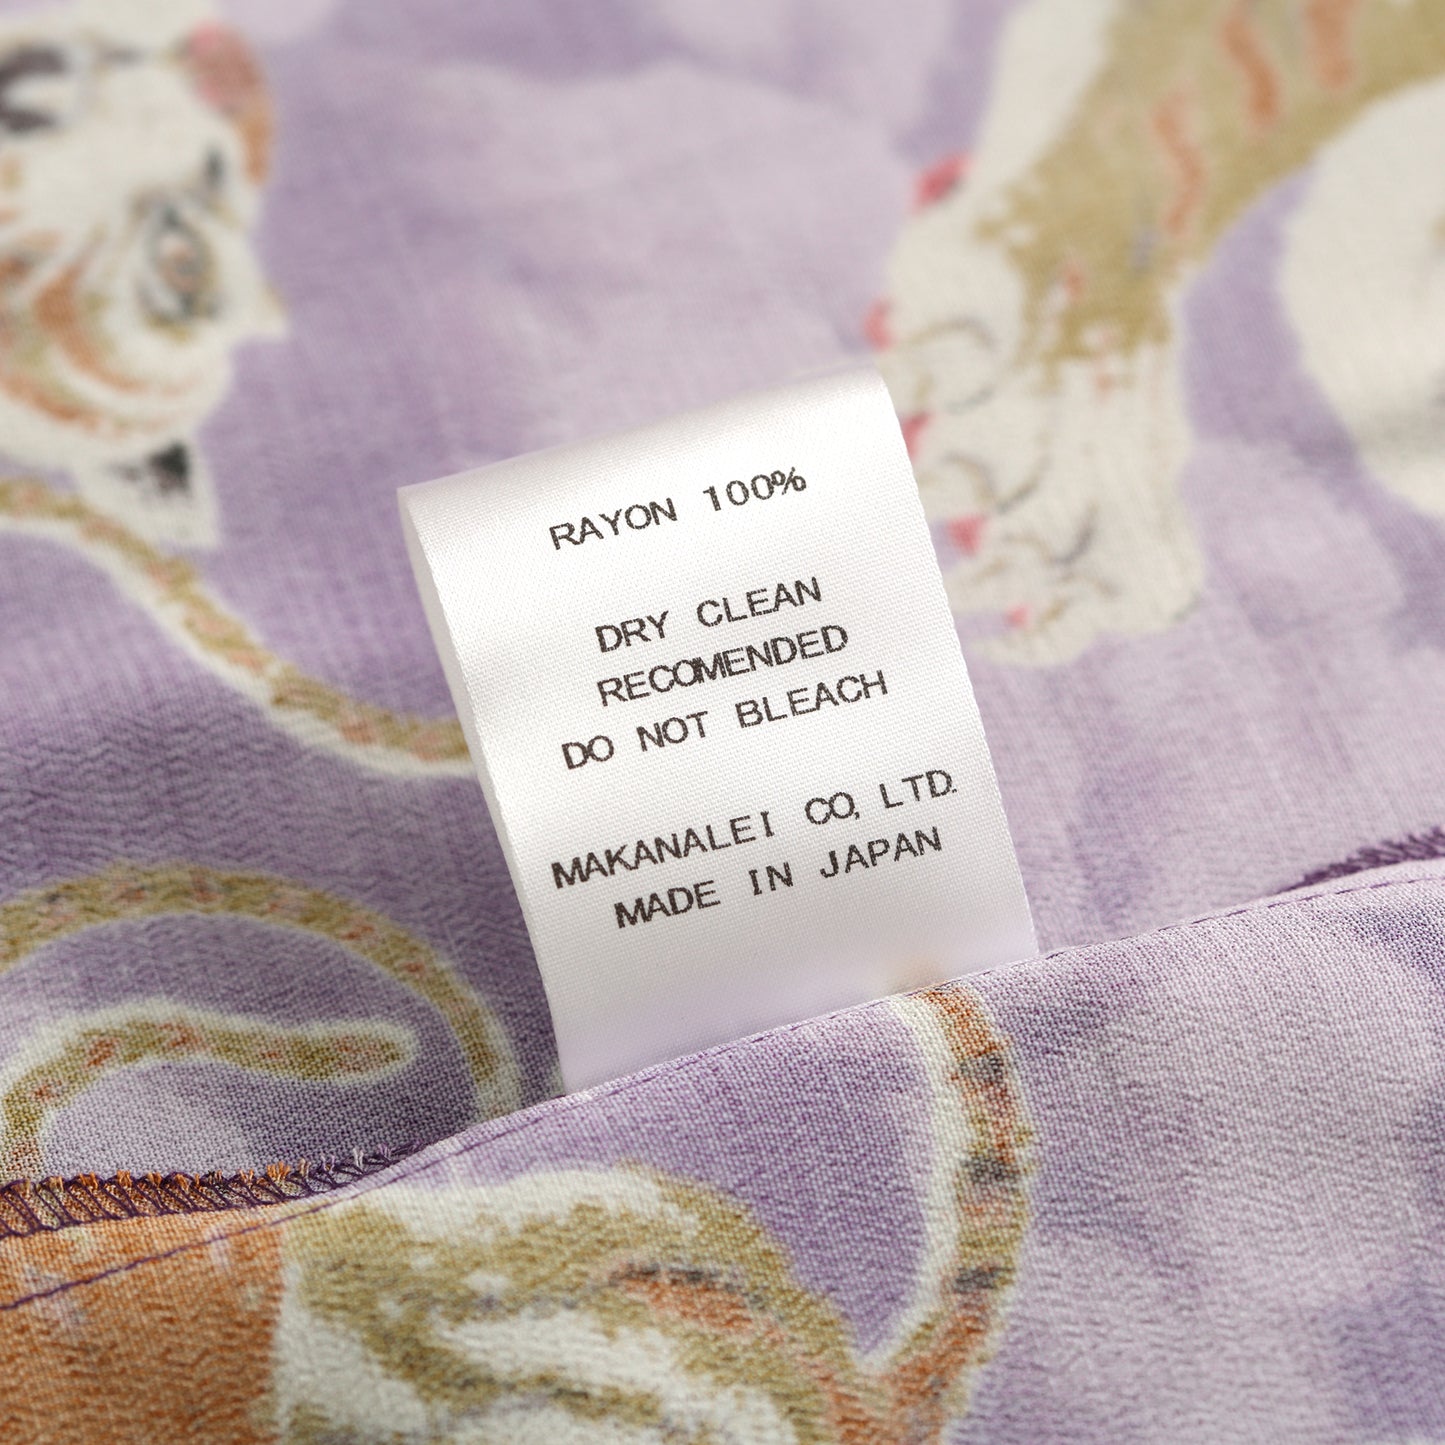 RAYON 100%
DRY CLEAN
RECOMENDED
DO NOT BLEACH
MAKANALEI CO, LTD.
MADE IN JAPAN